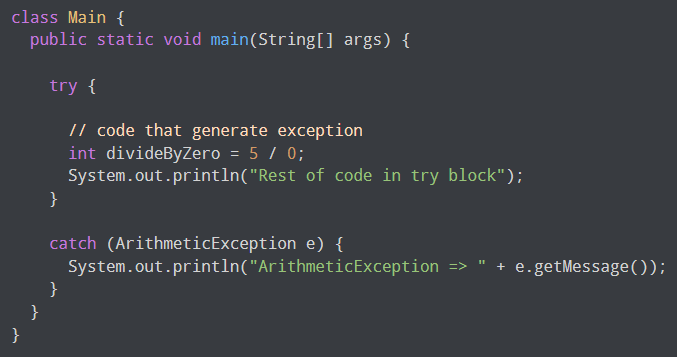 class Main {
  public static void main(String[] args) {

    try {

      // code that generate exception
      int divideByZero = 5 / 0;
      System.out.println("Rest of code in try block");
    }

    catch (ArithmeticException e) {
      System.out.println("ArithmeticException => " + e.getMessage());
    }
  }
}